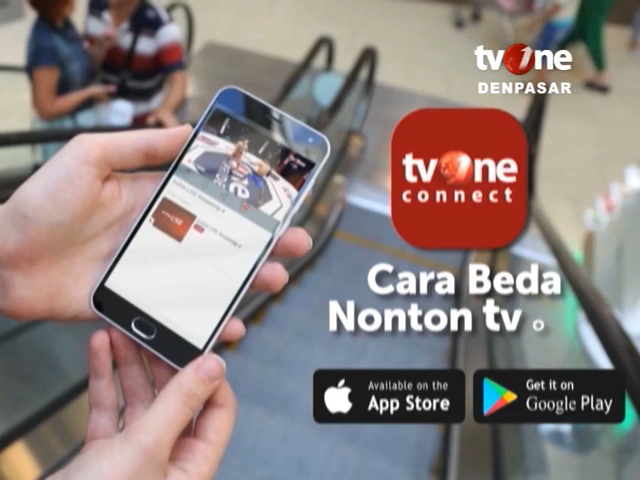 tvOne
DENPASAR
tvOne
connect
Cara Beda
Nonton tv
Available on the
App Store
Get it on
Google Play